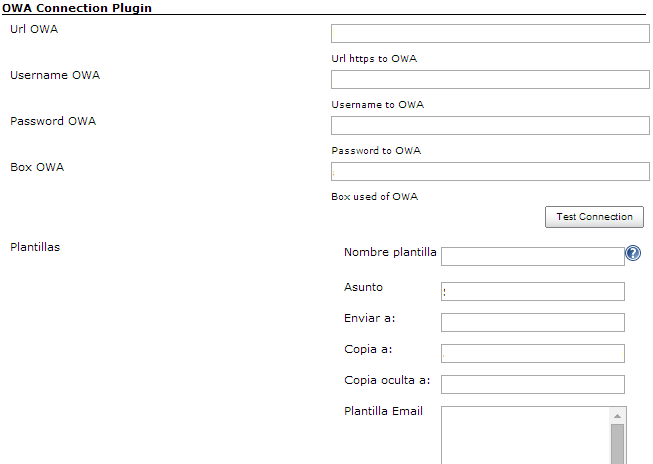 OWA Connection Plugin
Url OWA
Url https to OWA
Username OWA
Username to OWA
Password OWA
Password to OWA
Box OWA
Box used of OWA
Test Connection
Plantillas
Nombre plantilla
?
Asunto
Enviar a:
Copia a:
Copia oculta a:
Plantilla Email